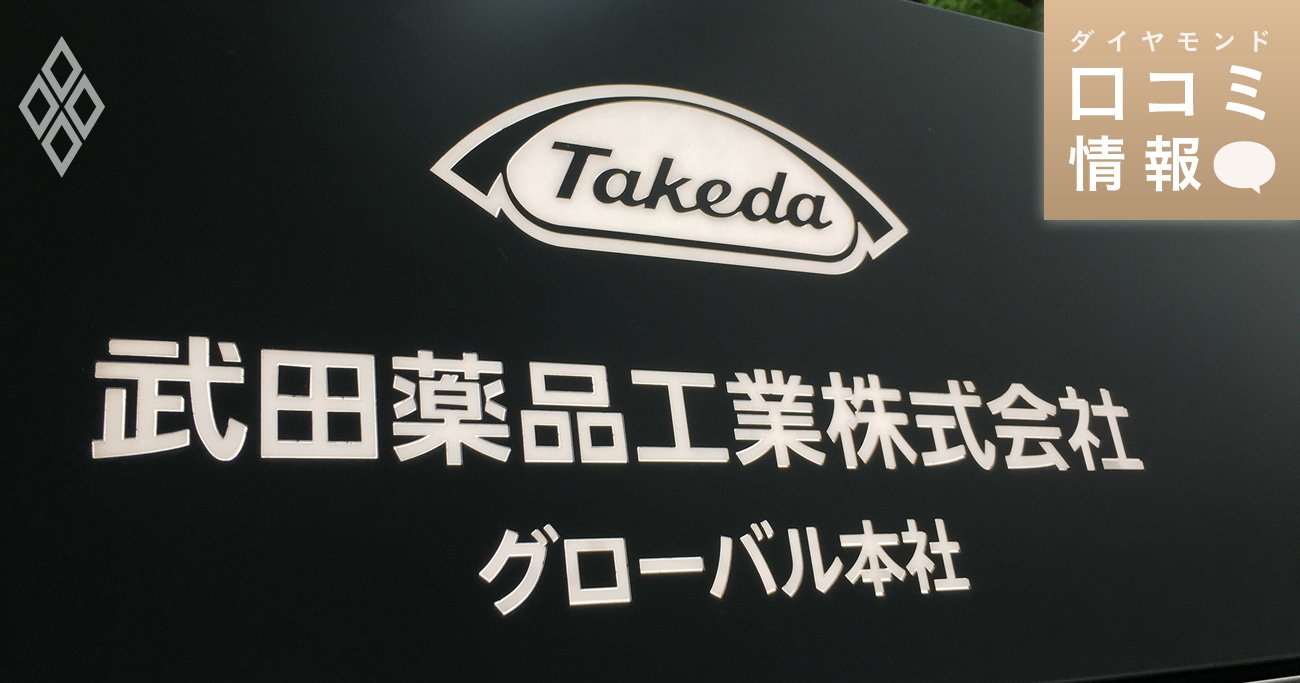 ダイヤモンド
口コミ
情報
Takeda
武田薬品工業株式会社
グローバル本社